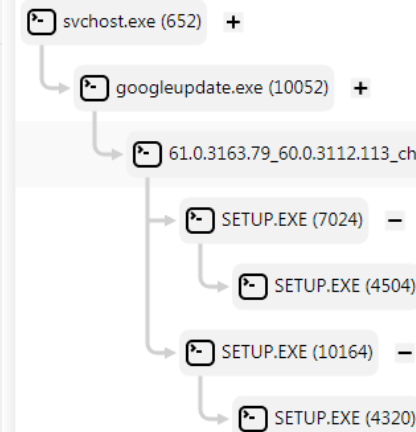 svchost.exe (652) +
googleupdate.exe (10052) +
61.0.3163.79_60.0.3112.113_ch
SETUP.EXE (7024) −
SETUP.EXE (4504)
SETUP.EXE (10164) −
SETUP.EXE (4320)